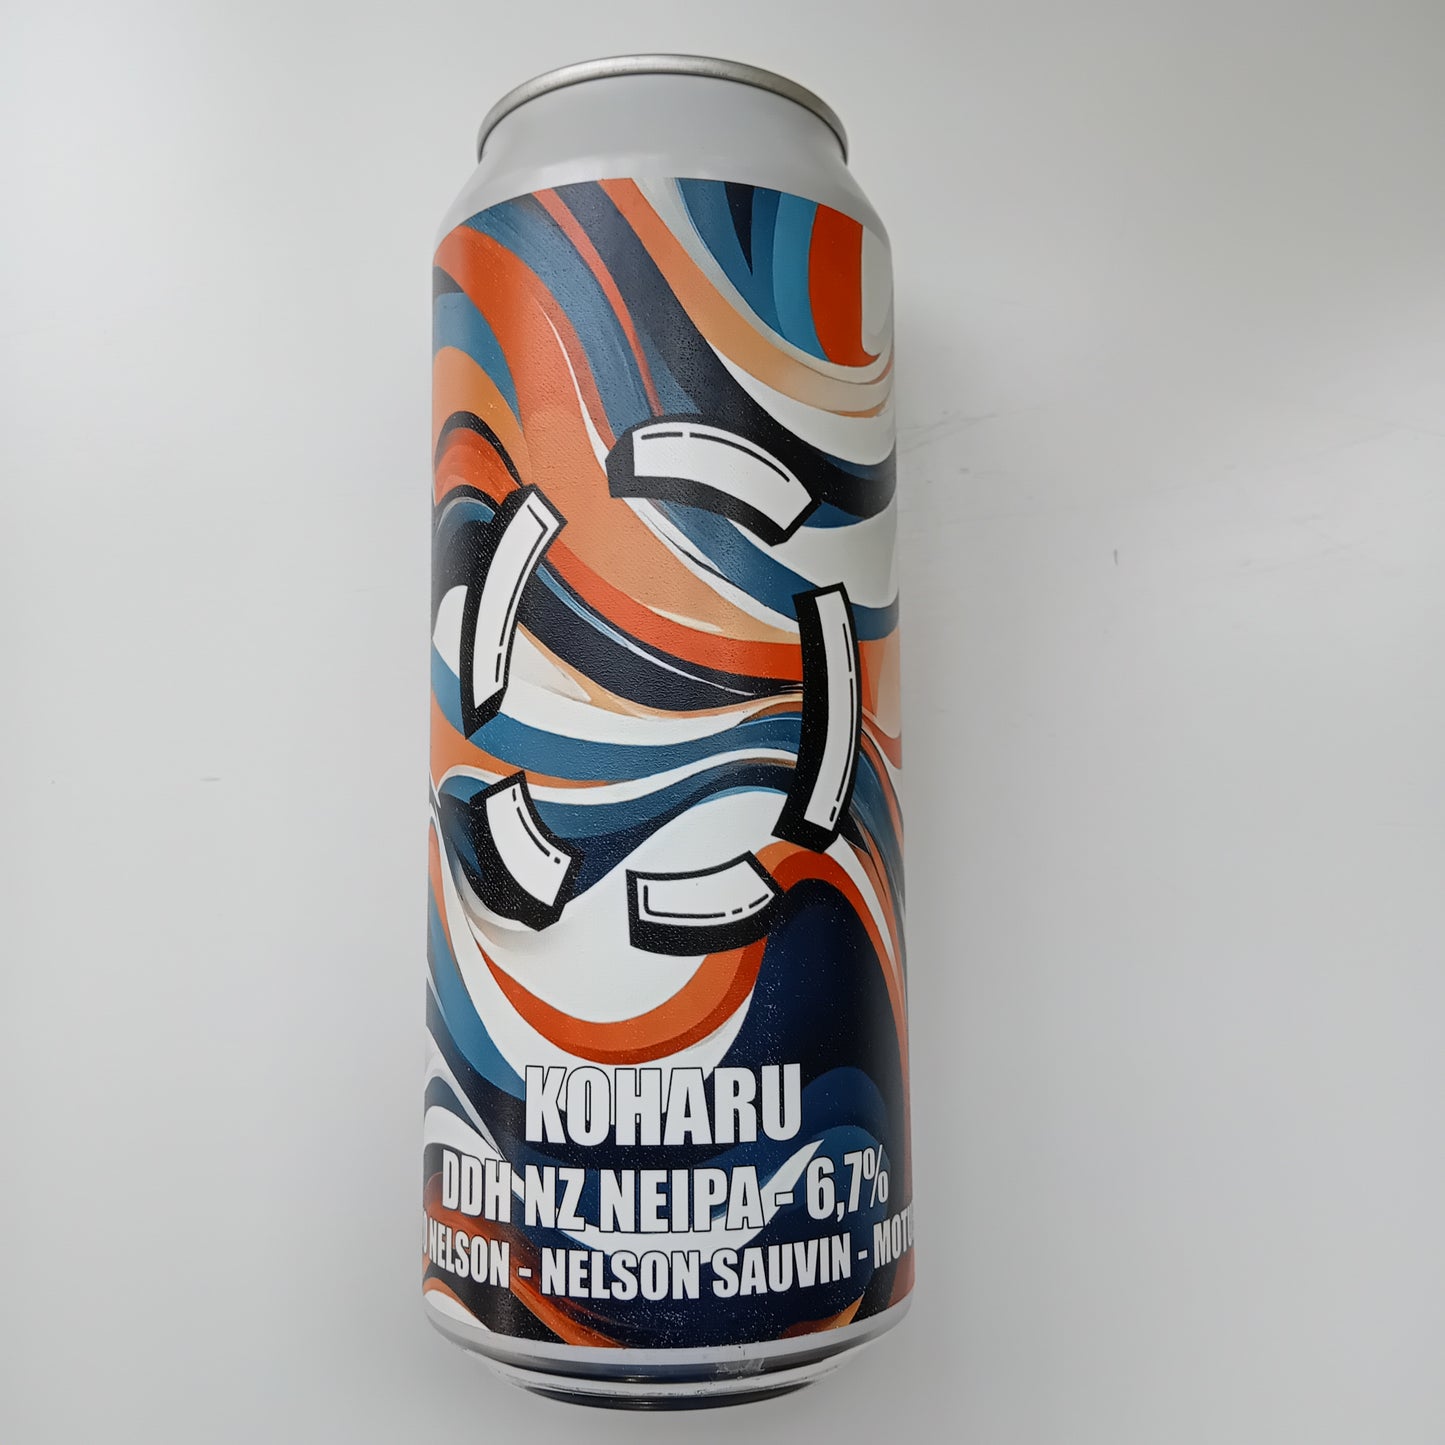 KOHARU
DDH NZ NEIPA - 6,7%
NELSON - NELSON SAUVIN -